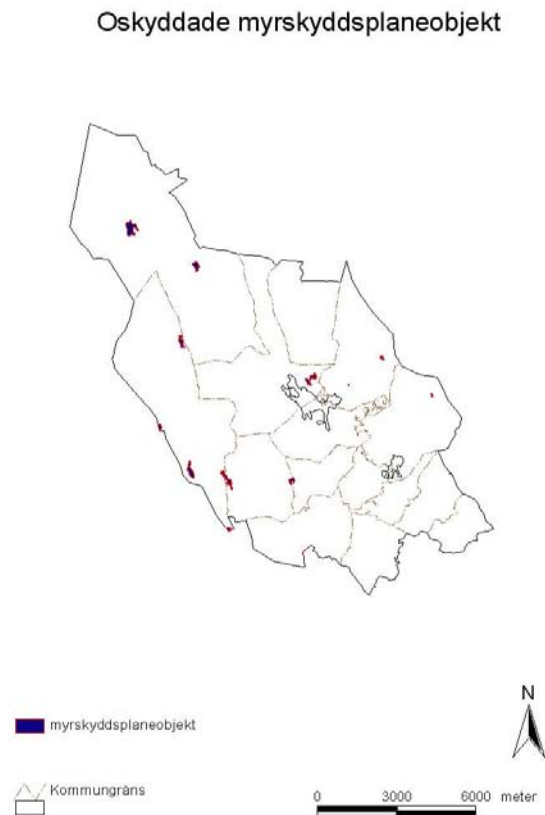 Oskyddade myrskyddsplaneobjekt
N
myrskyddsplaneobjekt
Kommungräns
0 3000 6000 meter